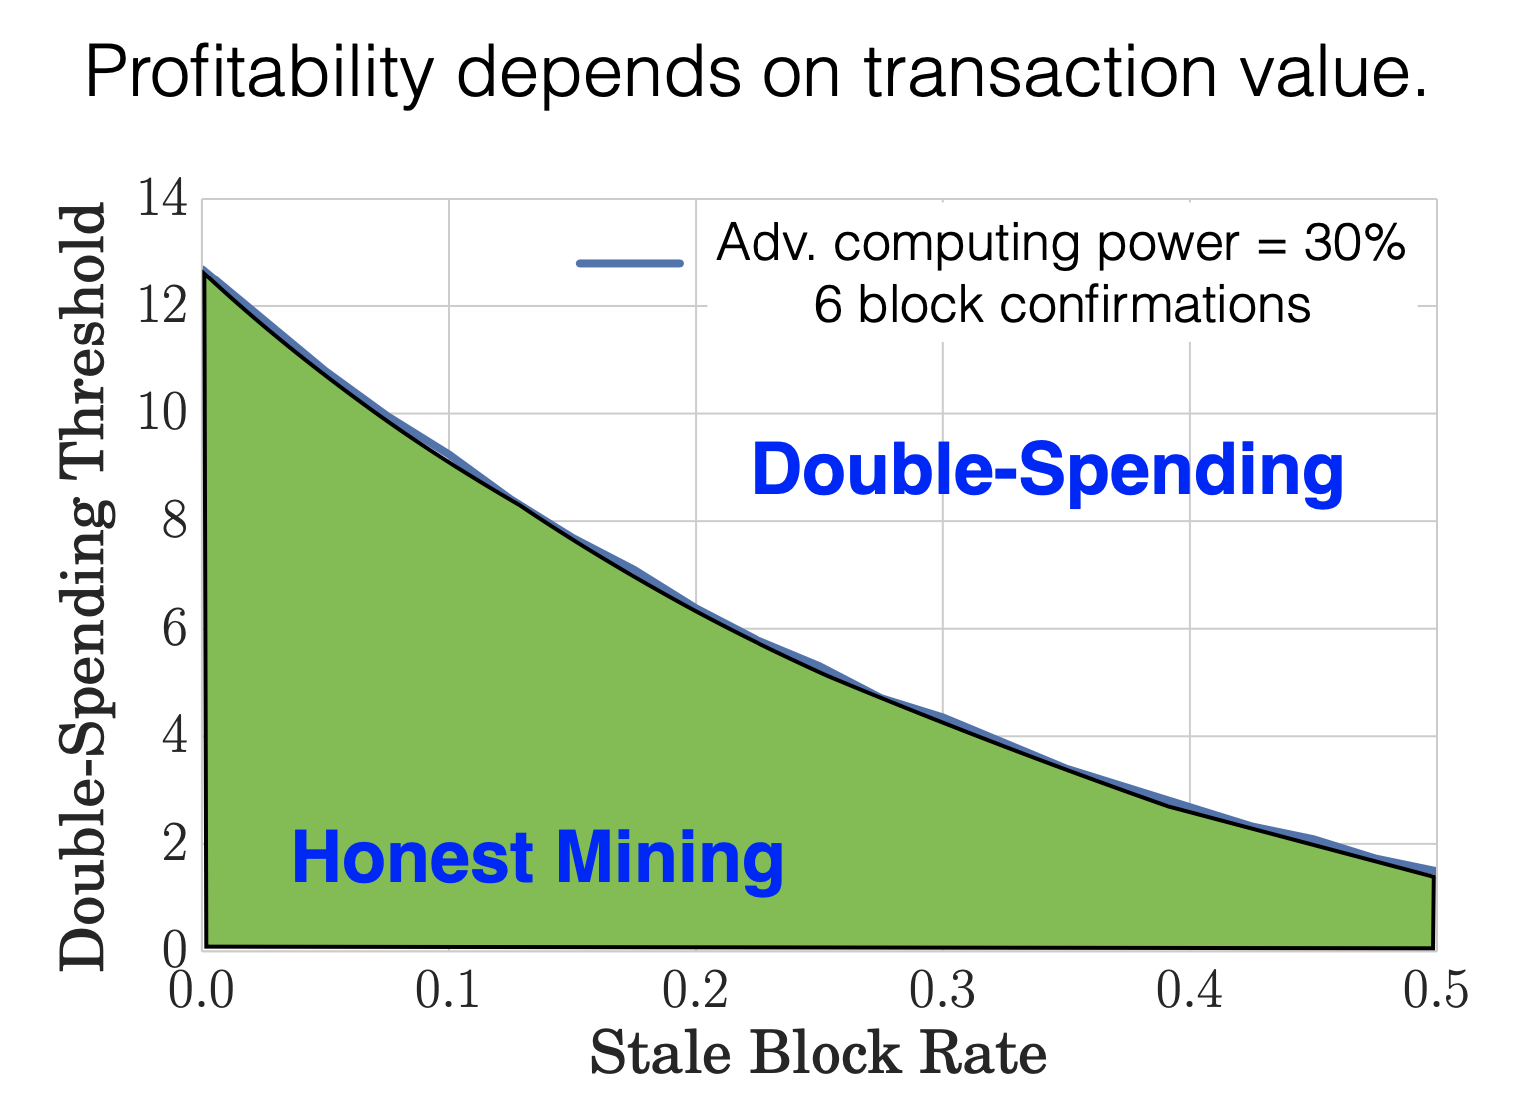 Profitability depends on transaction value.
Double-Spending Threshold
14
12
10
8
6
4
2
0
Adv. computing power = 30%
6 block confirmations
Double-Spending
Honest Mining
0.0 0.1 0.2 0.3 0.4 0.5
Stale Block Rate